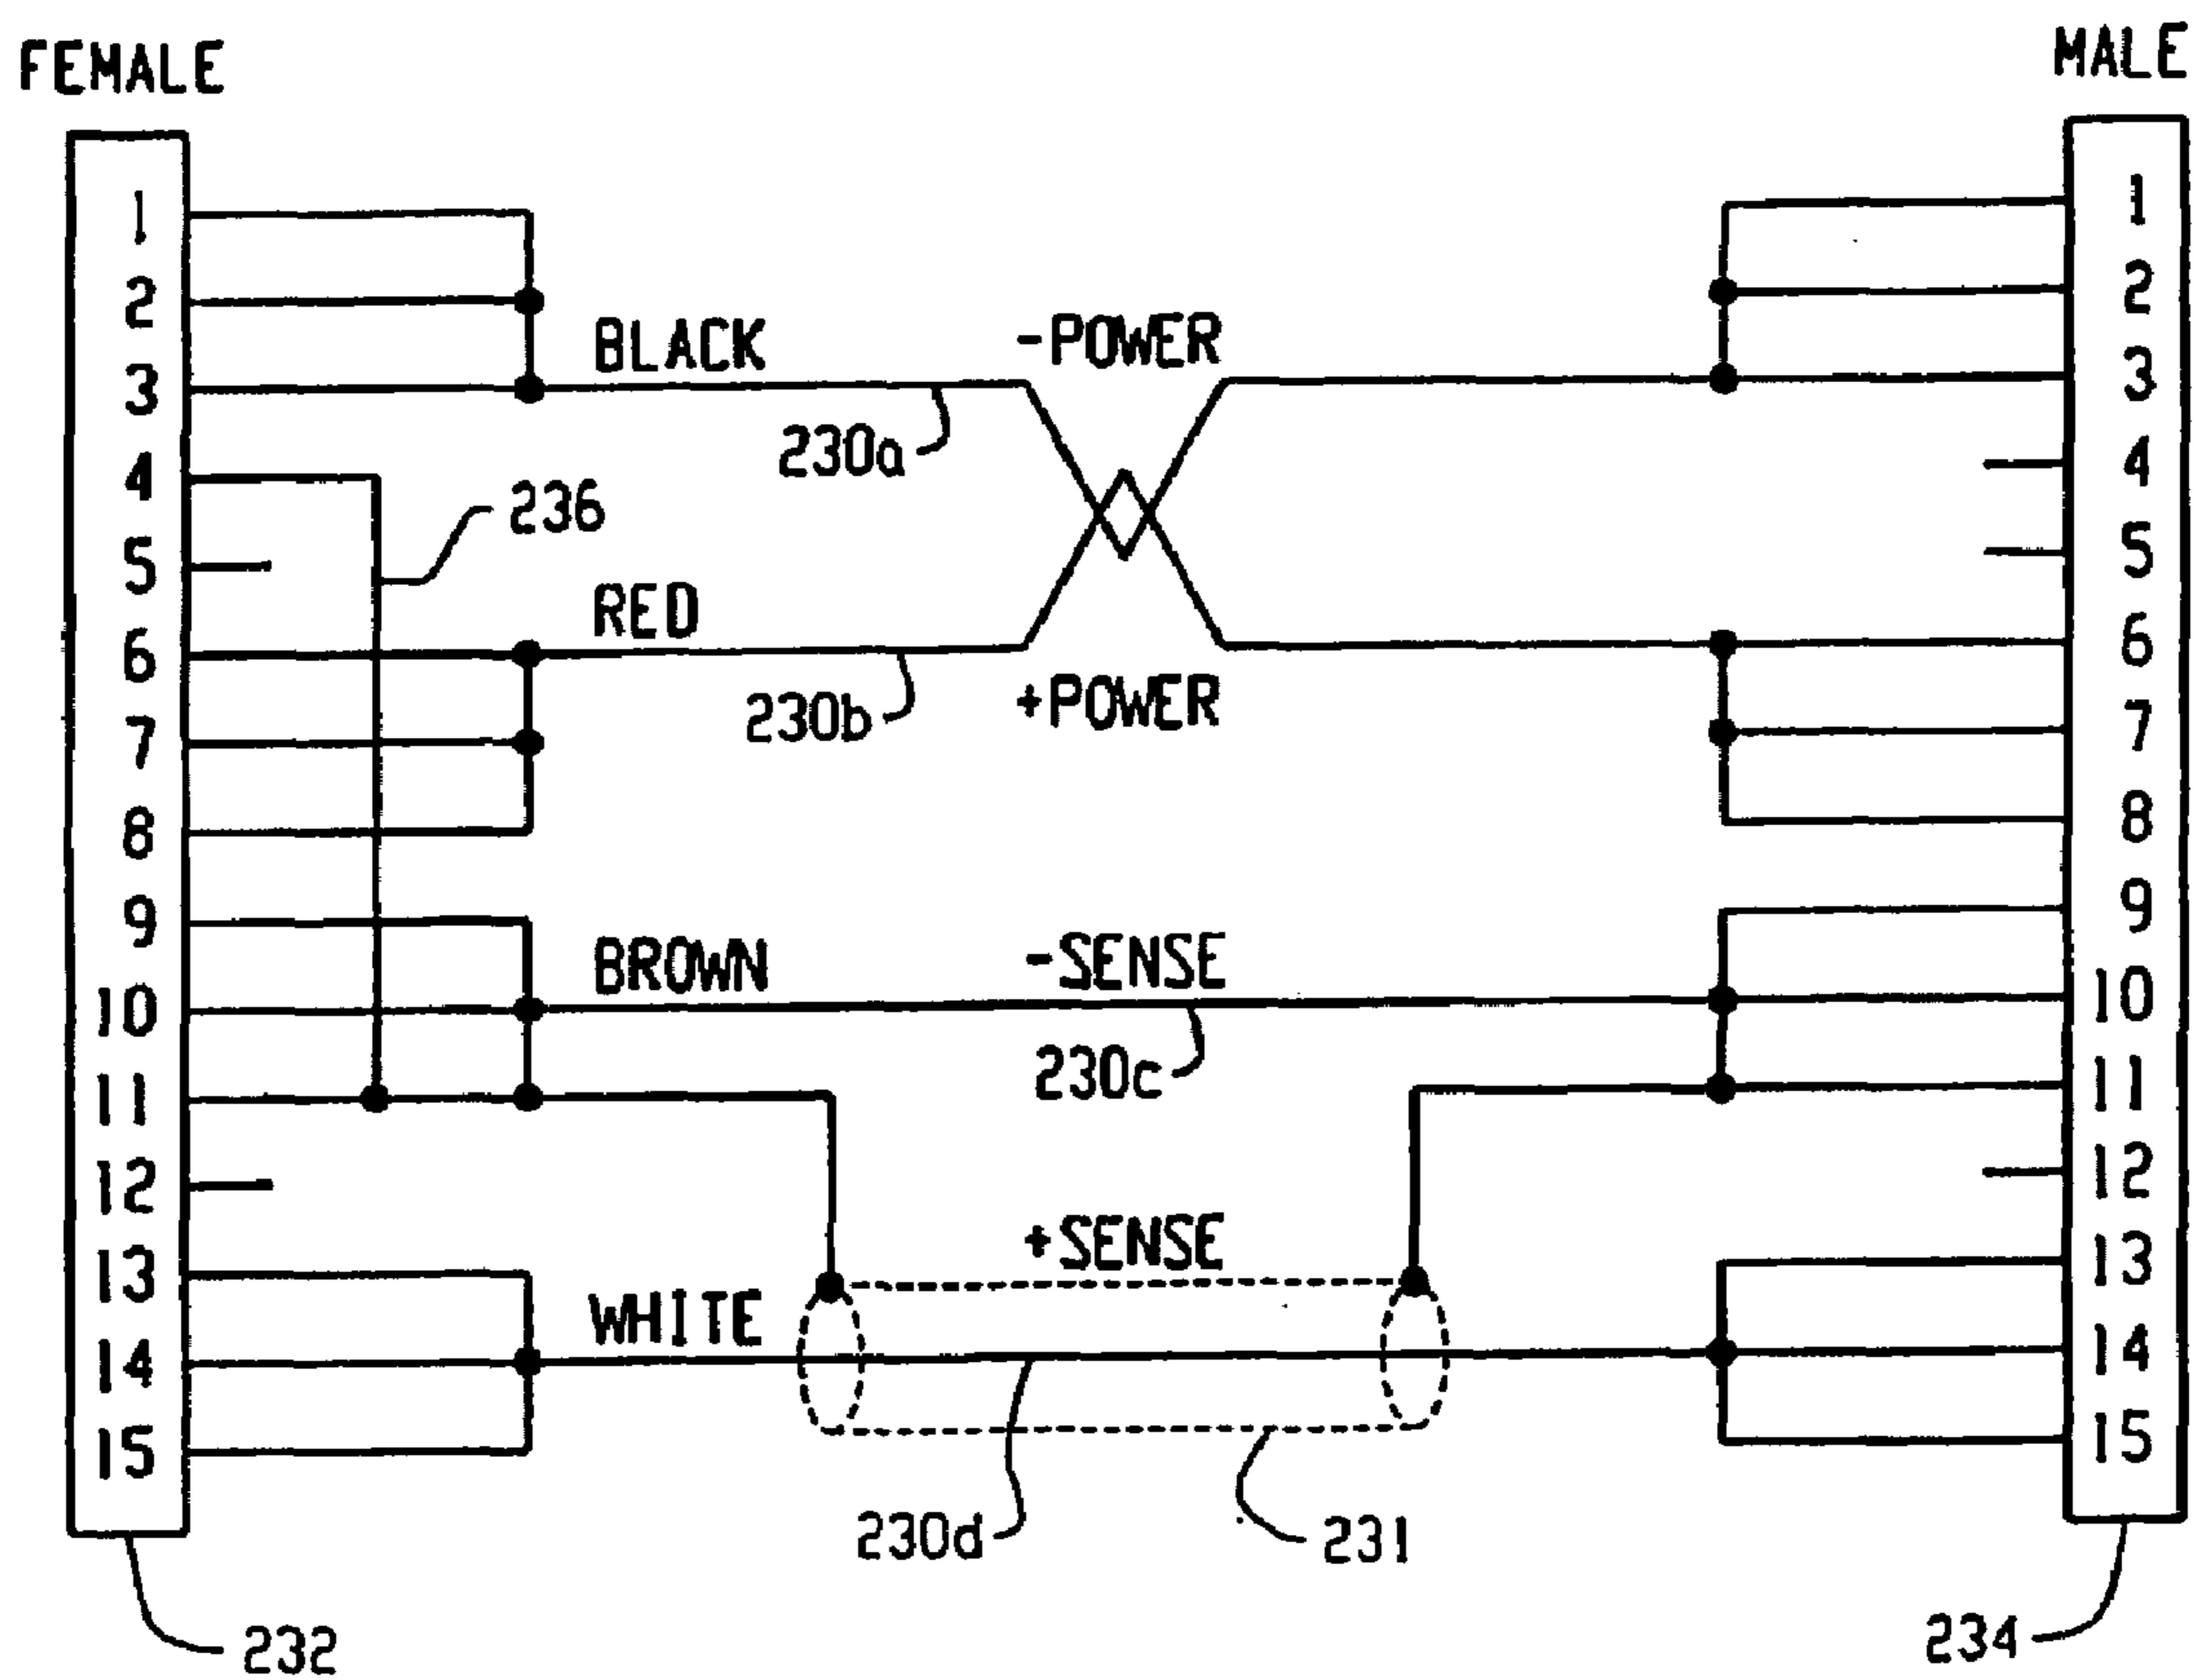 FEMALE
MALE
1
2
3
4
5
6
7
8
9
10
11
12
13
14
15
BLACK
-POWER
230a
236
RED
230b
+POWER
BROWN
-SENSE
230c
+SENSE
WHITE
230d
231
1
2
3
4
5
6
7
8
9
10
11
12
13
14
15
232
234